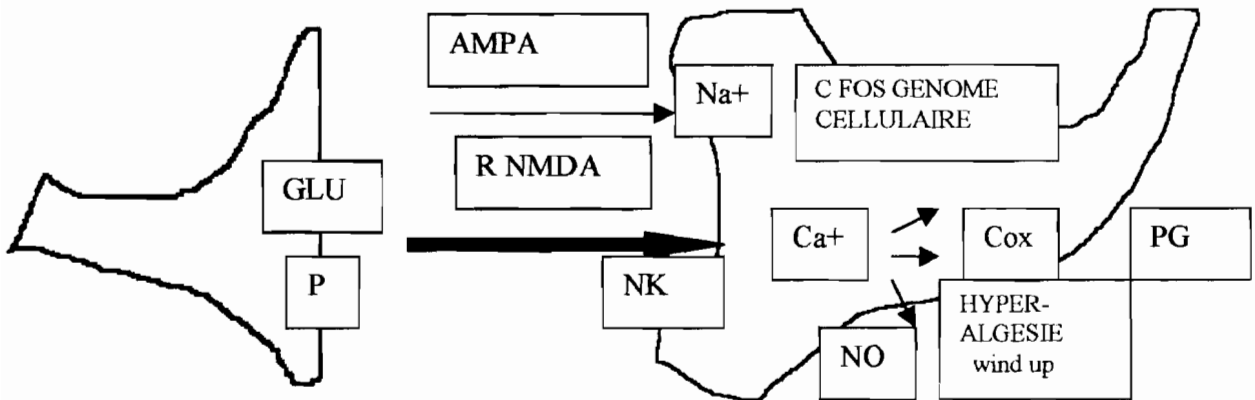 AMPA
Na+
C FOS GENOME
CELLULAIRE
R NMDA
GLU
Ca+
Cox
PG
P
NK
HYPER-
ALGESIE
wind up
NO